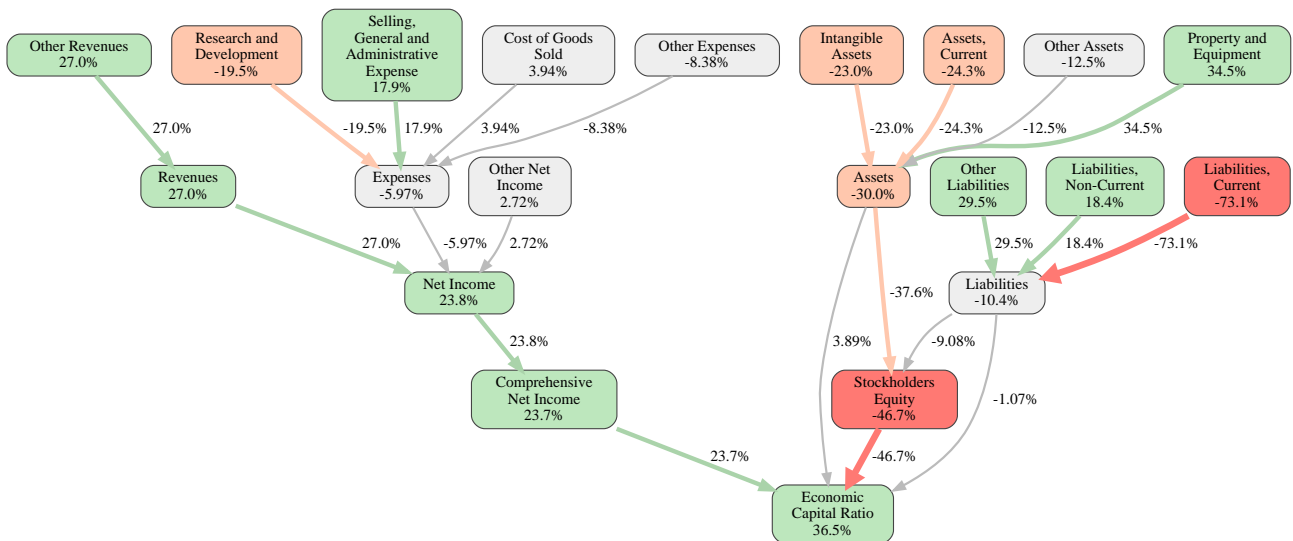 Other Revenues
27.0%
Research and
Development
-19.5%
Selling,
General and
Administrative
Expense
17.9%
Cost of Goods
Sold
3.94%
Other Expenses
-8.38%
Intangible
Assets
-23.0%
Assets,
Current
-24.3%
Other Assets
-12.5%
Property and
Equipment
34.5%
27.0%
-19.5%
17.9%
3.94%
-8.38%
-23.0%
-24.3%
-12.5%
34.5%
Revenues
27.0%
Expenses
-5.97%
Other Net
Income
2.72%
Assets
-30.0%
Other
Liabilities
29.5%
Liabilities,
Non-Current
18.4%
Liabilities,
Current
-73.1%
27.0%
-5.97%
2.72%
29.5%
18.4%
-73.1%
Net Income
23.8%
-37.6%
Liabilities
-10.4%
23.8%
3.89%
-9.08%
Comprehensive
Net Income
23.7%
Stockholders
Equity
-46.7%
-1.07%
23.7%
-46.7%
Economic
Capital Ratio
36.5%